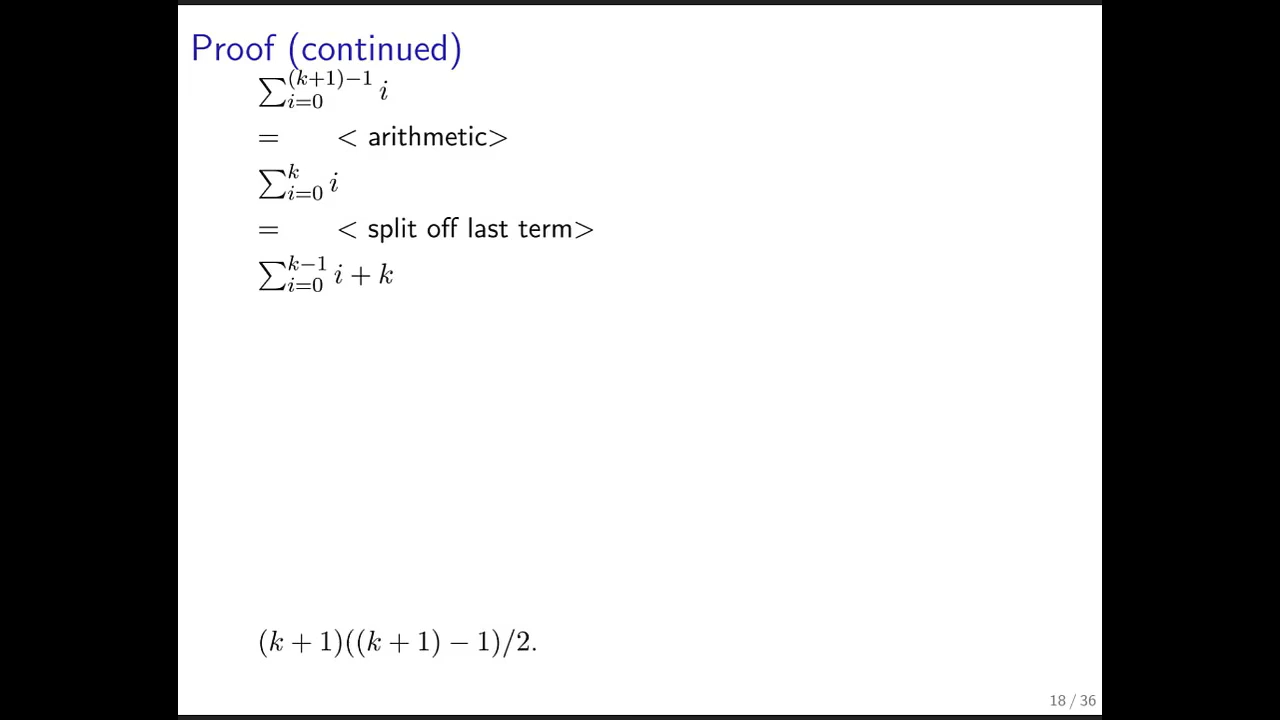 Proof (continued)
∑_{i=0}^{(k+1)−1} i
= < arithmetic>
∑_{i=0}^{k} i
= < split off last term>
∑_{i=0}^{k−1} i + k
(k + 1)((k + 1) − 1)/2.
18 / 36